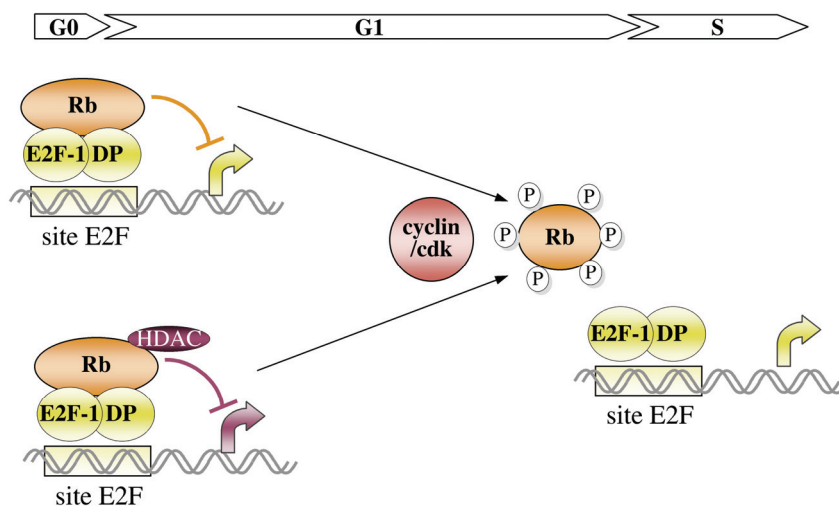 G0 G1 S
Rb
E2F-1 DP
site E2F
cyclin
/cdk
P P
P Rb P
P P
HDAC
Rb
E2F-1 DP
site E2F
E2F-1 DP
site E2F